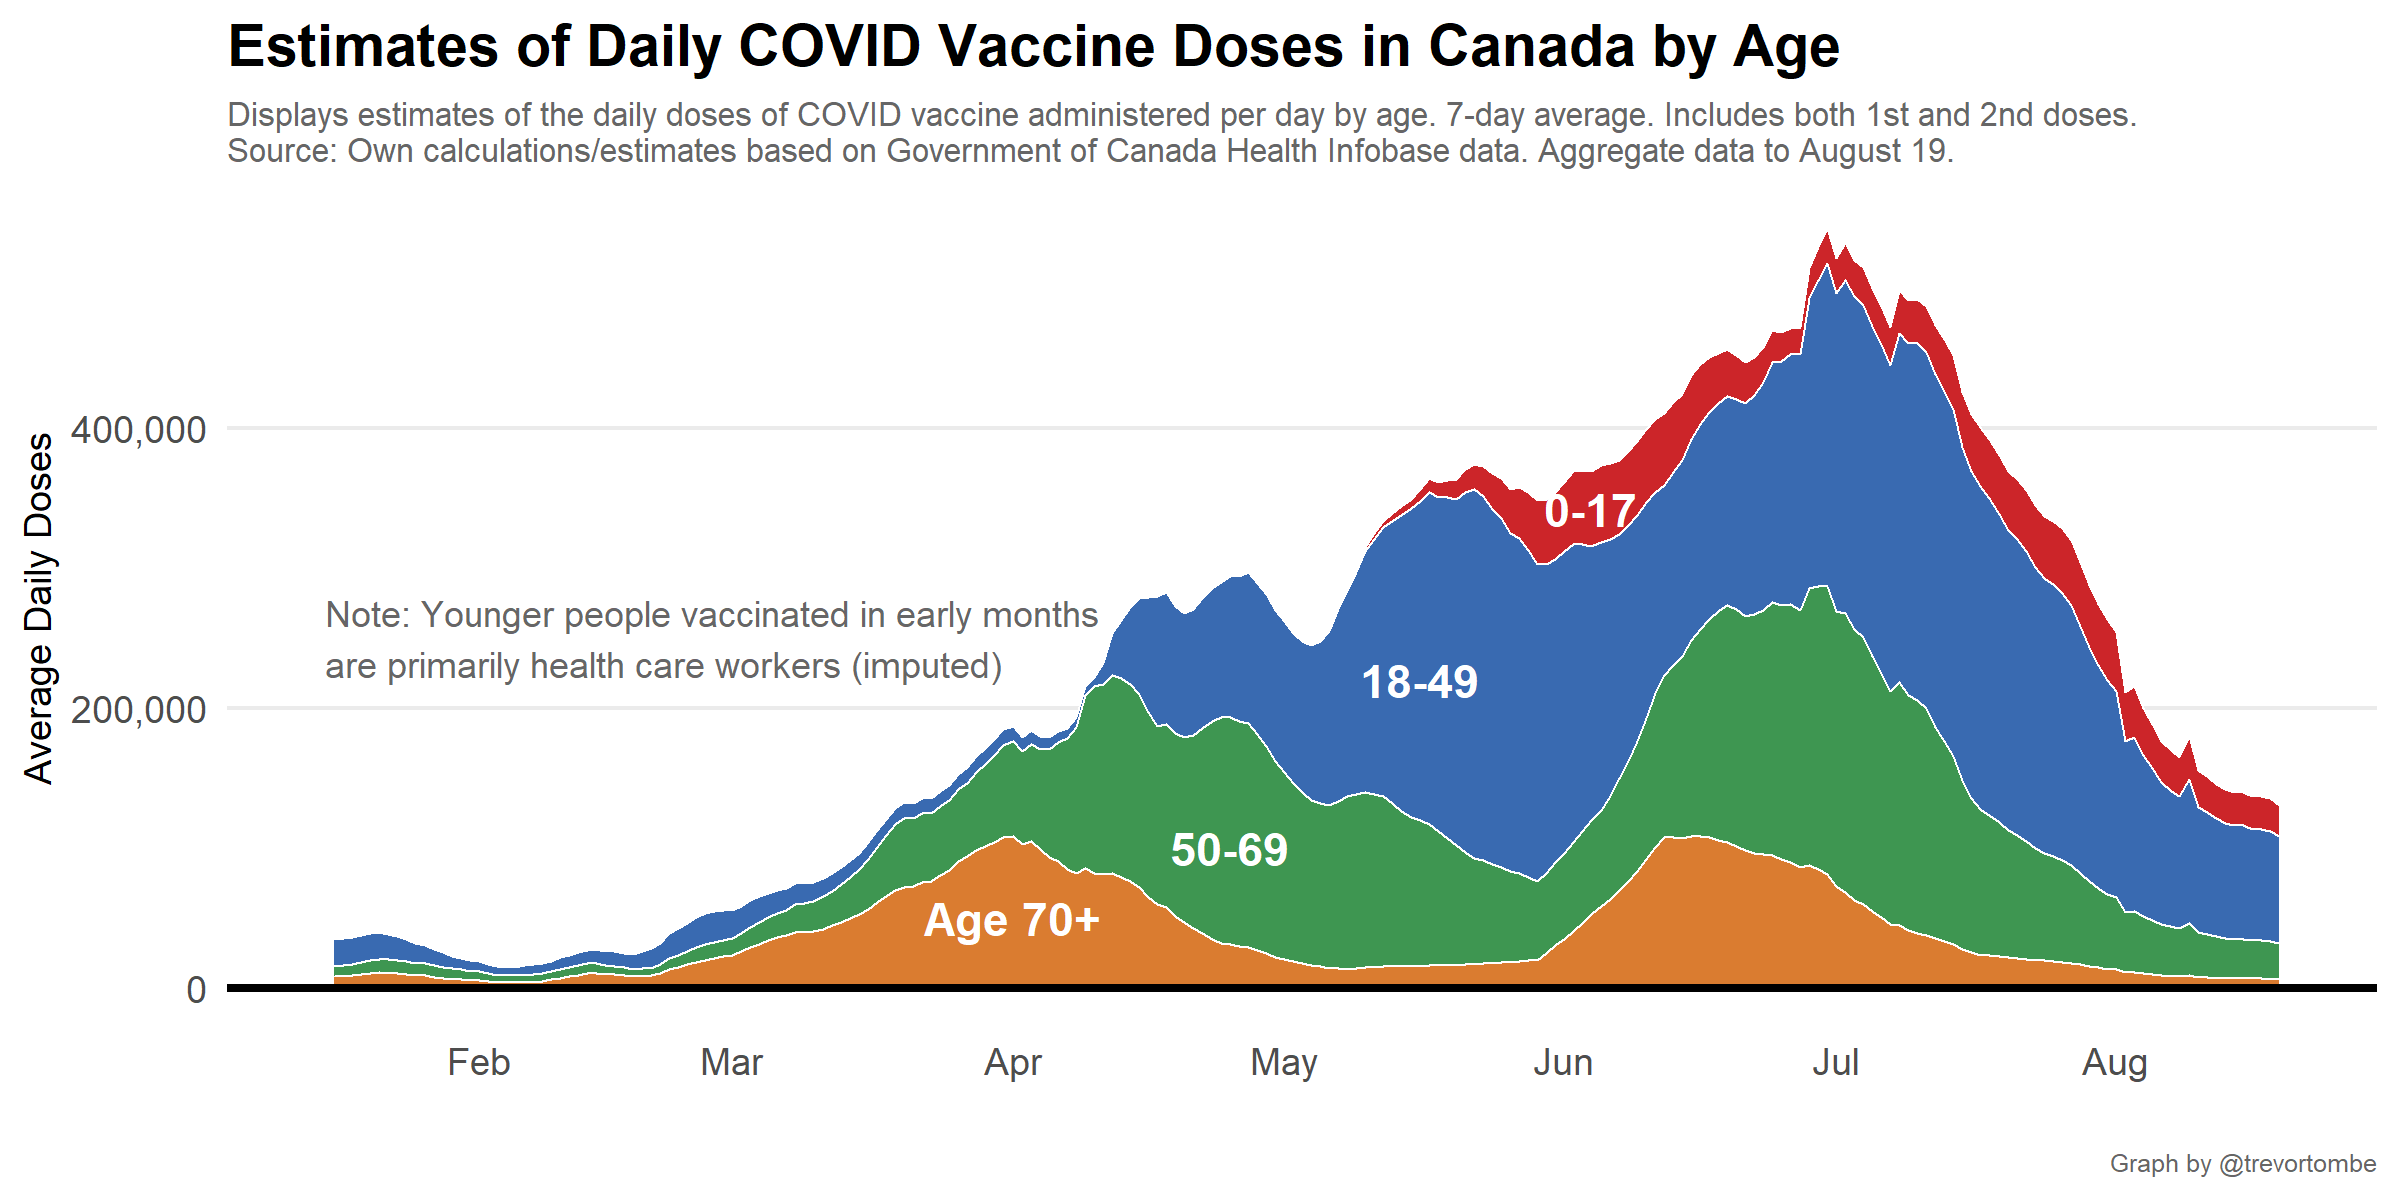 Estimates of Daily COVID Vaccine Doses in Canada by Age
Displays estimates of the daily doses of COVID vaccine administered per day by age. 7-day average. Includes both 1st and 2nd doses.
Source: Own calculations/estimates based on Government of Canada Health Infobase data. Aggregate data to August 19.
Average Daily Doses
400,000
200,000
0
Note: Younger people vaccinated in early months
are primarily health care workers (imputed)
0-17
18-49
50-69
Age 70+
Feb
Mar
Apr
May
Jun
Jul
Aug
Graph by @trevortombe